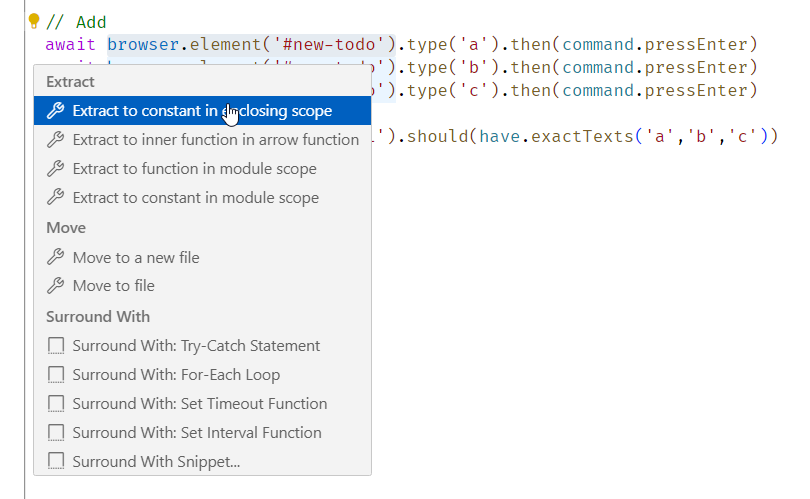 // Add
await browser.element('#new-todo').type('a').then(command.pressEnter)
').type('b').then(command.pressEnter)
').type('c').then(command.pressEnter)
').should(have.exactTexts('a','b','c'))
Extract
Extract to constant in enclosing scope
Extract to inner function in arrow function
Extract to function in module scope
Extract to constant in module scope
Move
Move to a new file
Move to file
Surround With
Surround With: Try-Catch Statement
Surround With: For-Each Loop
Surround With: Set Timeout Function
Surround With: Set Interval Function
Surround With Snippet...